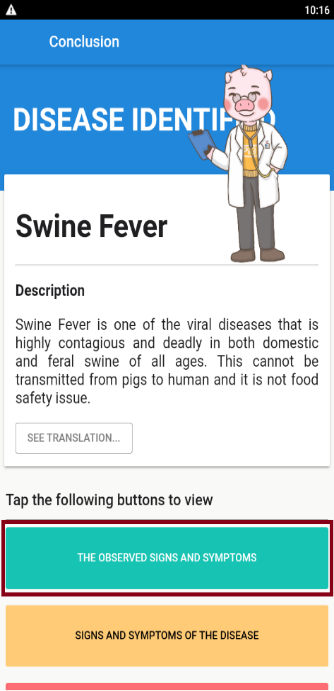 10:16
Conclusion
DISEASE IDENTIFIED
Swine Fever
Description
Swine Fever is one of the viral diseases that is
highly contagious and deadly in both domestic
and feral swine of all ages. This cannot be
transmitted from pigs to human and it is not food
safety issue.
SEE TRANSLATION...
Tap the following buttons to view
THE OBSERVED SIGNS AND SYMPTOMS
SIGNS AND SYMPTOMS OF THE DISEASE